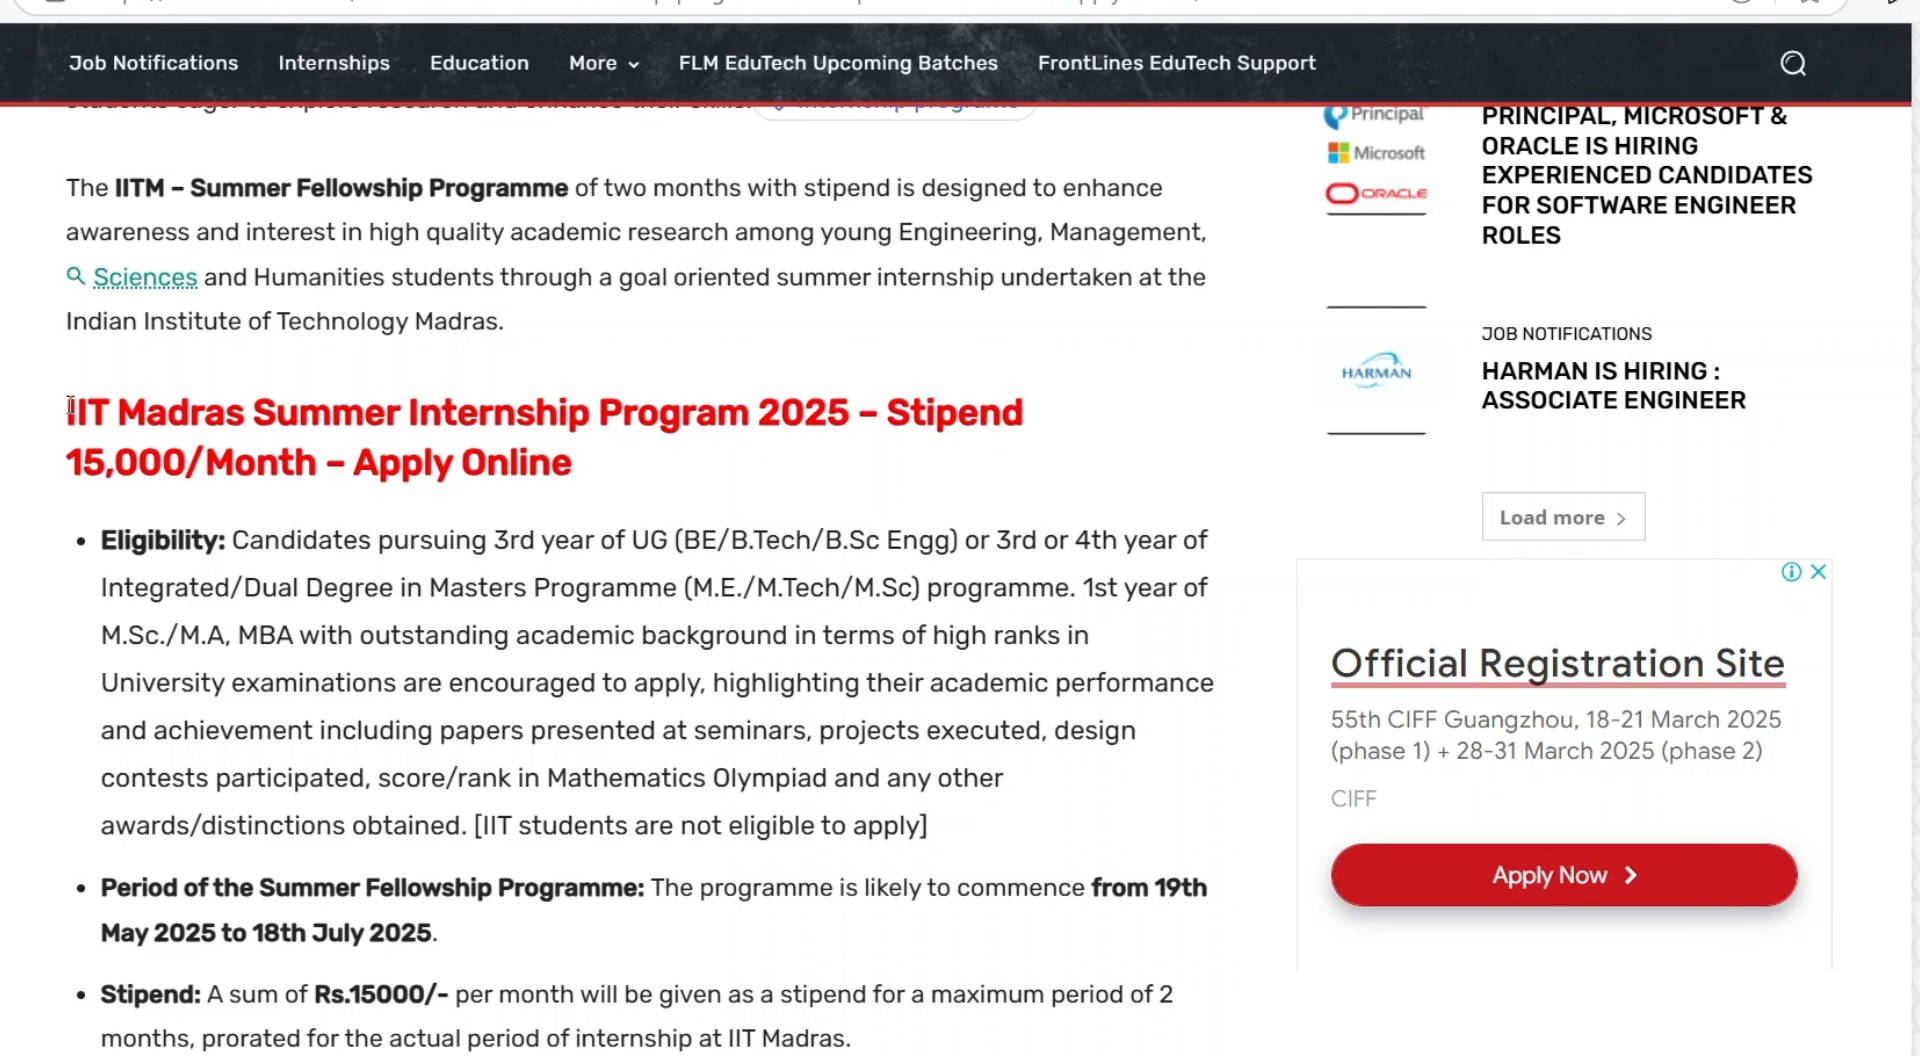 Job Notifications Internships Education More FLM EduTech Upcoming Batches FrontLines EduTech Support
The IITM – Summer Fellowship Programme of two months with stipend is designed to enhance
awareness and interest in high quality academic research among young Engineering, Management,
Sciences and Humanities students through a goal oriented summer internship undertaken at the
Indian Institute of Technology Madras.
IIT Madras Summer Internship Program 2025 – Stipend
15,000/Month – Apply Online
• Eligibility: Candidates pursuing 3rd year of UG (BE/B.Tech/B.Sc Engg) or 3rd or 4th year of
Integrated/Dual Degree in Masters Programme (M.E./M.Tech/M.Sc) programme. 1st year of
M.Sc./M.A, MBA with outstanding academic background in terms of high ranks in
University examinations are encouraged to apply, highlighting their academic performance
and achievement including papers presented at seminars, projects executed, design
contests participated, score/rank in Mathematics Olympiad and any other
awards/distinctions obtained. [IIT students are not eligible to apply]
• Period of the Summer Fellowship Programme: The programme is likely to commence from 19th
May 2025 to 18th July 2025.
• Stipend: A sum of Rs.15000/- per month will be given as a stipend for a maximum period of 2
months, prorated for the actual period of internship at IIT Madras.
Principal
Microsoft
ORACLE
PRINCIPAL, MICROSOFT &
ORACLE IS HIRING
EXPERIENCED CANDIDATES
FOR SOFTWARE ENGINEER
ROLES
HARMAN
JOB NOTIFICATIONS
HARMAN IS HIRING :
ASSOCIATE ENGINEER
Load more
Official Registration Site
55th CIFF Guangzhou, 18-21 March 2025
(phase 1) + 28-31 March 2025 (phase 2)
CIFF
Apply Now